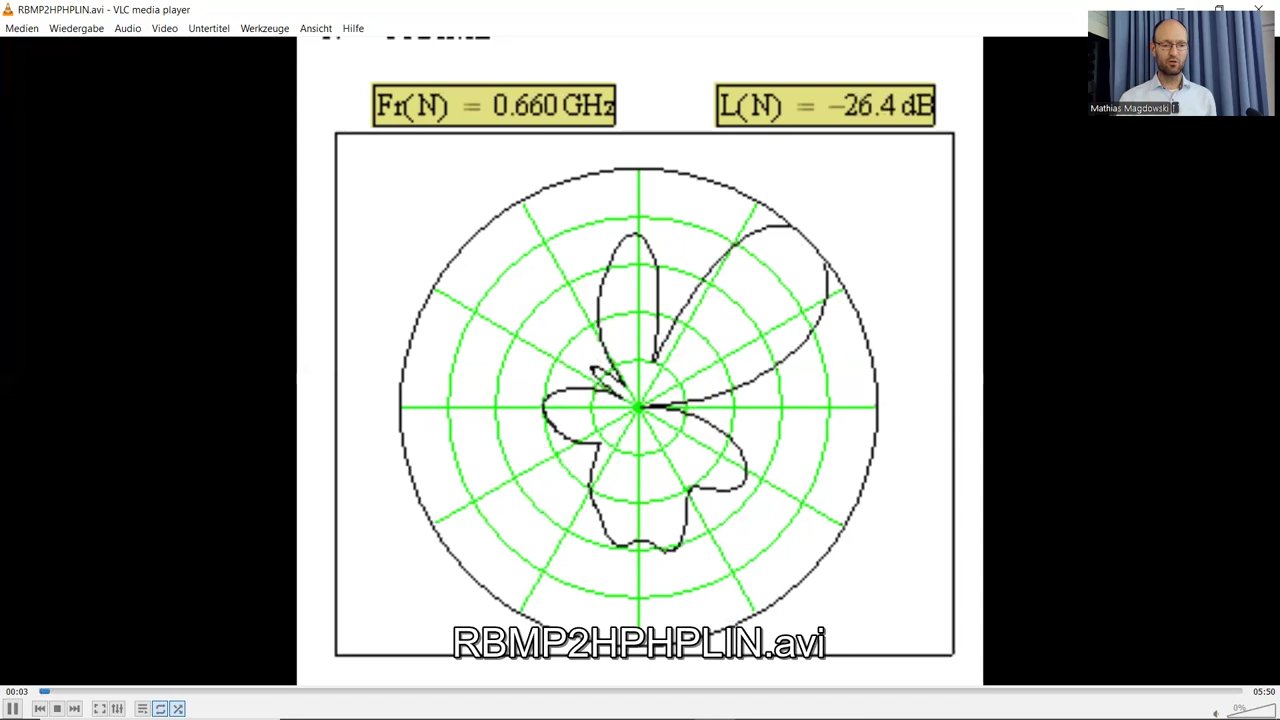 RBMP2HPHPLIN.avi - VLC media player
Medien Wiedergabe Audio Video Untertitel Werkzeuge Ansicht Hilfe
Mathias Magdowski
Fr(N) = 0.660 GHz
L(N) = −26.4 dB
RBMP2HPHPLIN.avi
00:03
05:50
0%